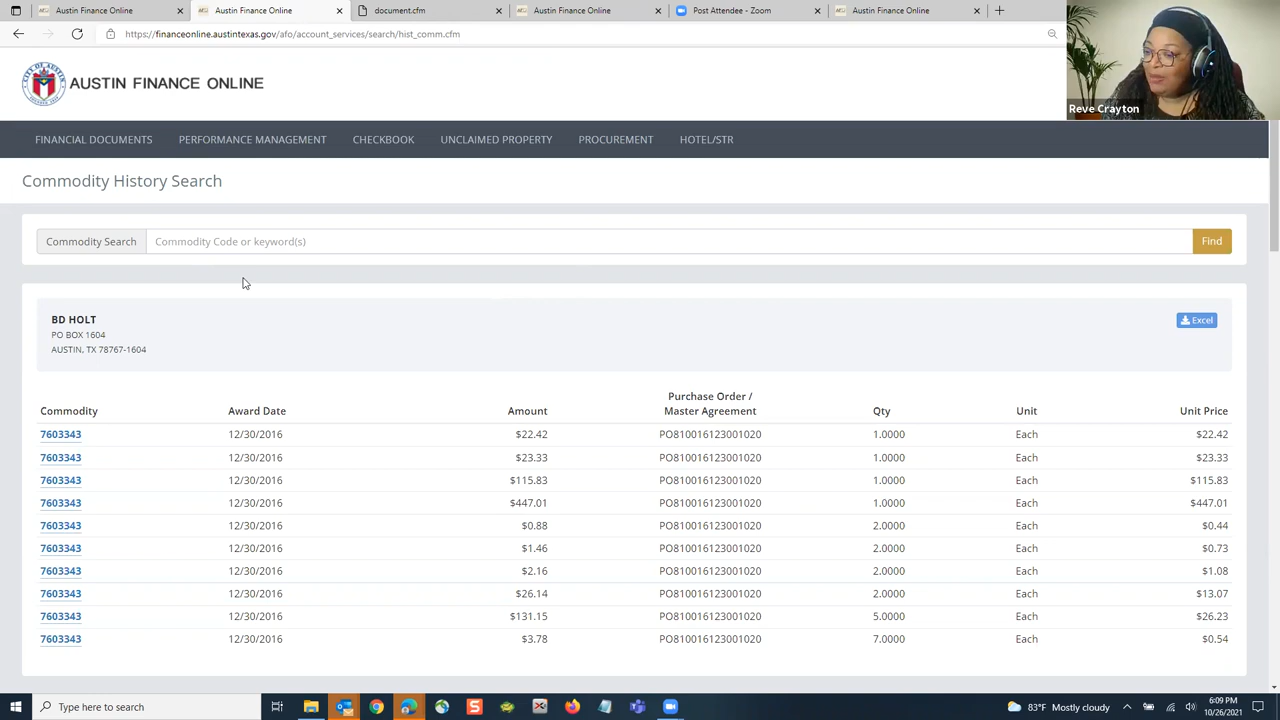 Austin Finance Online
Austin Finance Online
document.cfm
Austin Finance Online
Post Attendee - Zoom
Austin Finance Online
https://financeonline.austintexas.gov/afo/account_services/search/hist_comm.cfm
Reve Crayton
AUSTIN FINANCE ONLINE
FINANCIAL DOCUMENTS PERFORMANCE MANAGEMENT CHECKBOOK UNCLAIMED PROPERTY PROCUREMENT HOTEL/STR
Commodity History Search
Commodity Search Commodity Code or keyword(s) Find
BD HOLT
PO BOX 1604
AUSTIN, TX 78767-1604
Excel
Commodity Award Date Amount Purchase Order / Master Agreement Qty Unit Unit Price
7603343 12/30/2016 $22.42 PO810016123001020 1.0000 Each $22.42
7603343 12/30/2016 $23.33 PO810016123001020 1.0000 Each $23.33
7603343 12/30/2016 $115.83 PO810016123001020 1.0000 Each $115.83
7603343 12/30/2016 $447.01 PO810016123001020 1.0000 Each $447.01
7603343 12/30/2016 $0.88 PO810016123001020 2.0000 Each $0.44
7603343 12/30/2016 $1.46 PO810016123001020 2.0000 Each $0.73
7603343 12/30/2016 $2.16 PO810016123001020 2.0000 Each $1.08
7603343 12/30/2016 $26.14 PO810016123001020 2.0000 Each $13.07
7603343 12/30/2016 $131.15 PO810016123001020 5.0000 Each $26.23
7603343 12/30/2016 $3.78 PO810016123001020 7.0000 Each $0.54
Type here to search
83°F Mostly cloudy
6:09 PM
10/26/2021